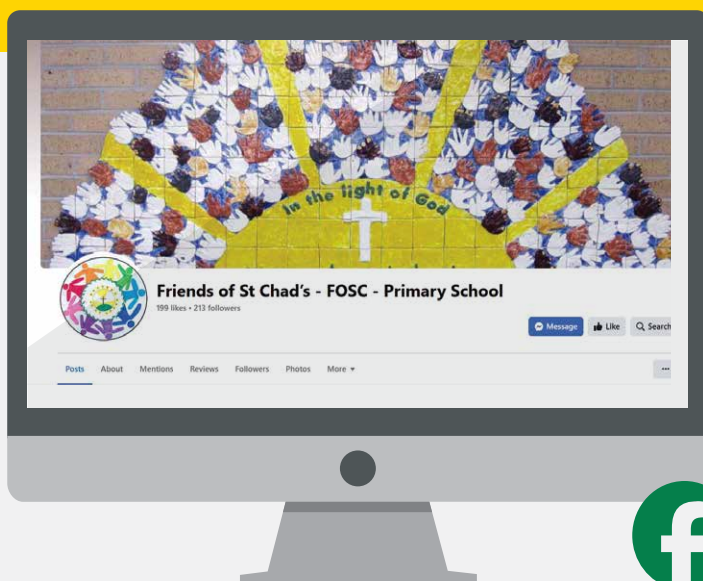 In the light of God
Friends of St Chad's - FOSC - Primary School
199 likes • 213 followers
Message
Like
Search
Posts
About
Mentions
Reviews
Followers
Photos
More